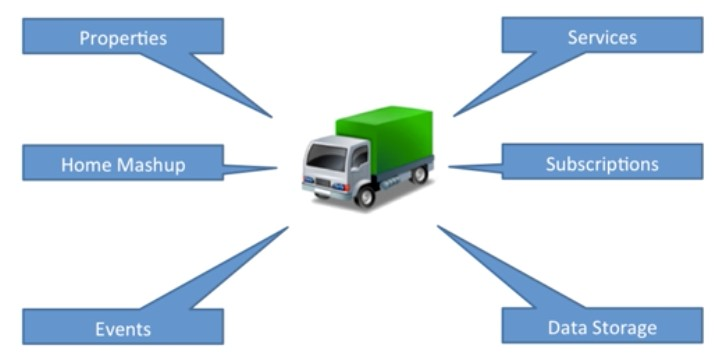 Properties
Services
Home Mashup
Subscriptions
Events
Data Storage